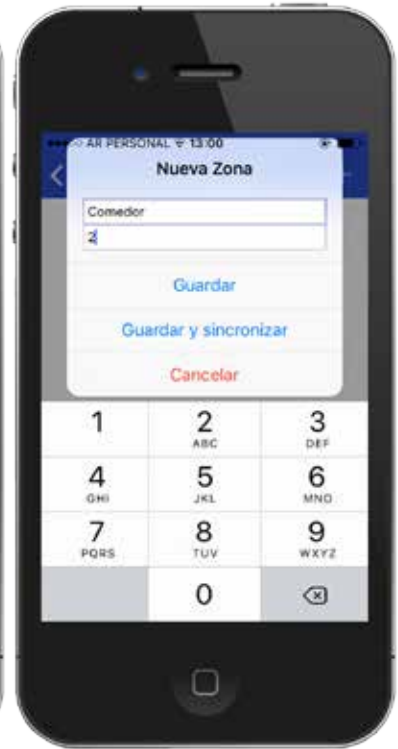 AR PERSONAL 13:00
Nueva Zona
Comedor
2
Guardar
Guardar y sincronizar
Cancelar
1 2 3
ABC DEF
4 5 6
GHI JKL MNO
7 8 9
PQRS TUV WXYZ
0